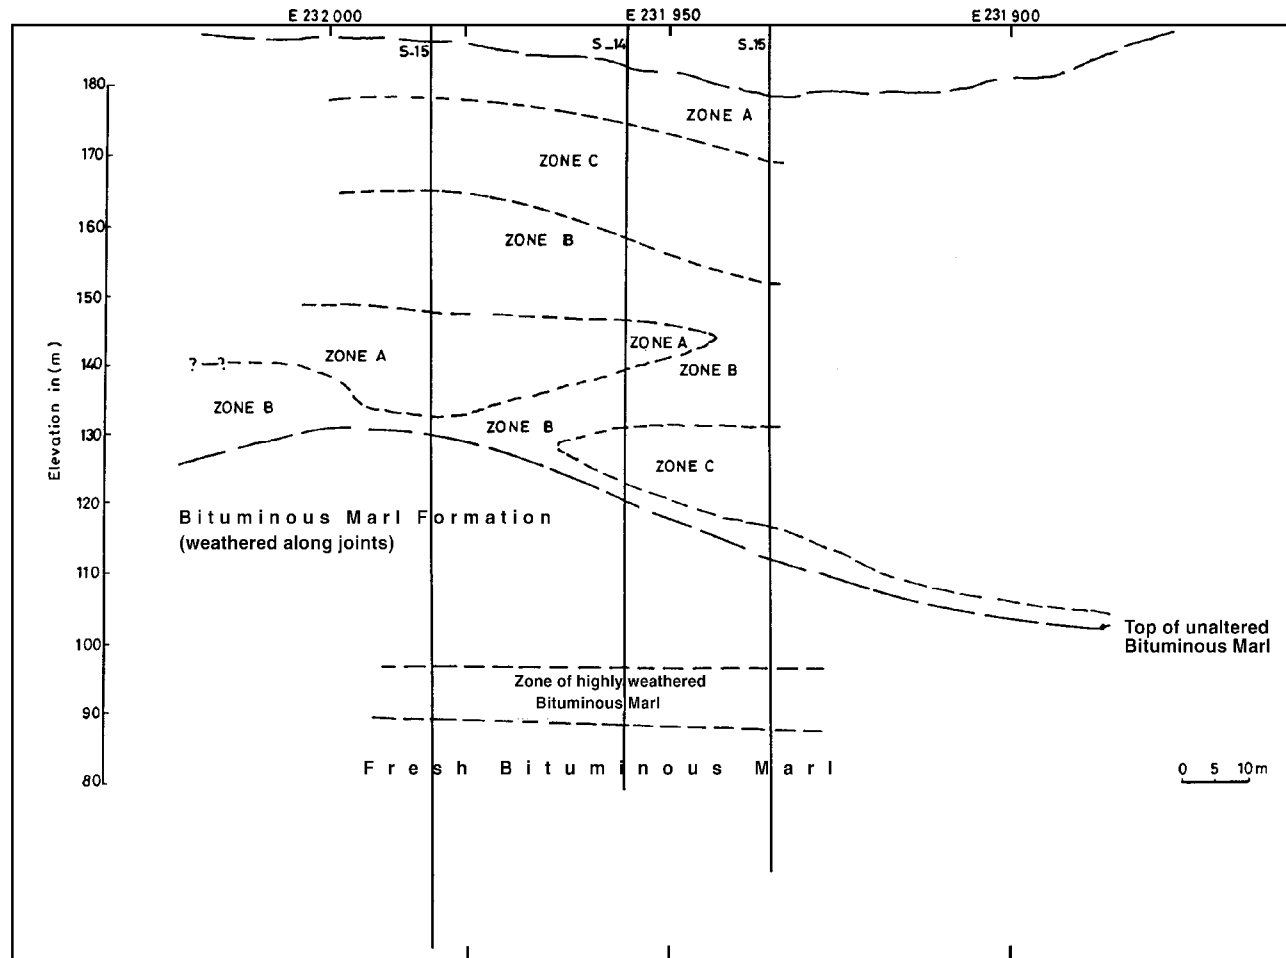 E 232 000
E 231 950
E 231 900
S-15
S-14
S-15
180
ZONE A
170
ZONE C
160
ZONE B
150
ZONE A
ZONE A
140
? ?
ZONE B
ZONE B
130
ZONE B
ZONE C
120
Bituminous Marl Formation
(weathered along joints)
110
100
Top of unaltered
Bituminous Marl
Zone of highly weathered
Bituminous Marl
90
Fresh Bituminous Marl
80
0 5 10 m
Elevation in (m)